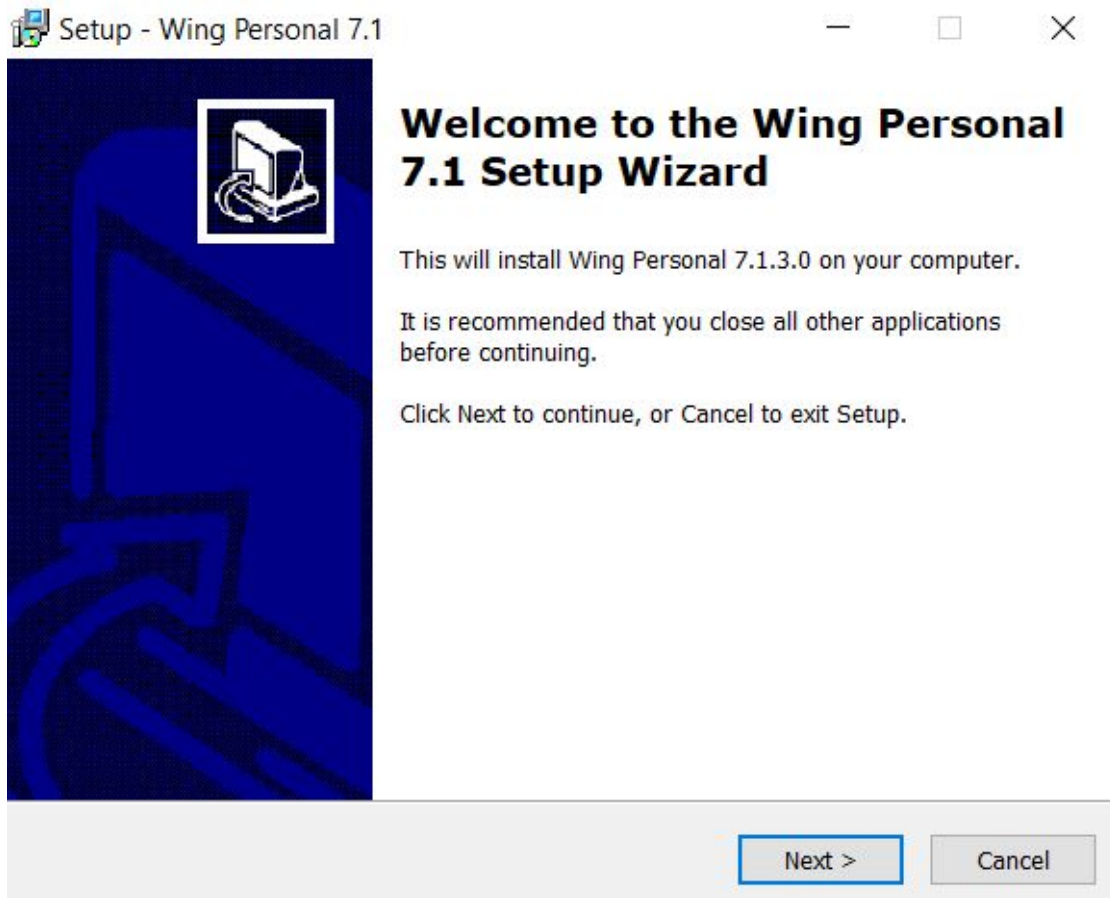 Setup - Wing Personal 7.1
Welcome to the Wing Personal
7.1 Setup Wizard
This will install Wing Personal 7.1.3.0 on your computer.
It is recommended that you close all other applications
before continuing.
Click Next to continue, or Cancel to exit Setup.
Next >
Cancel